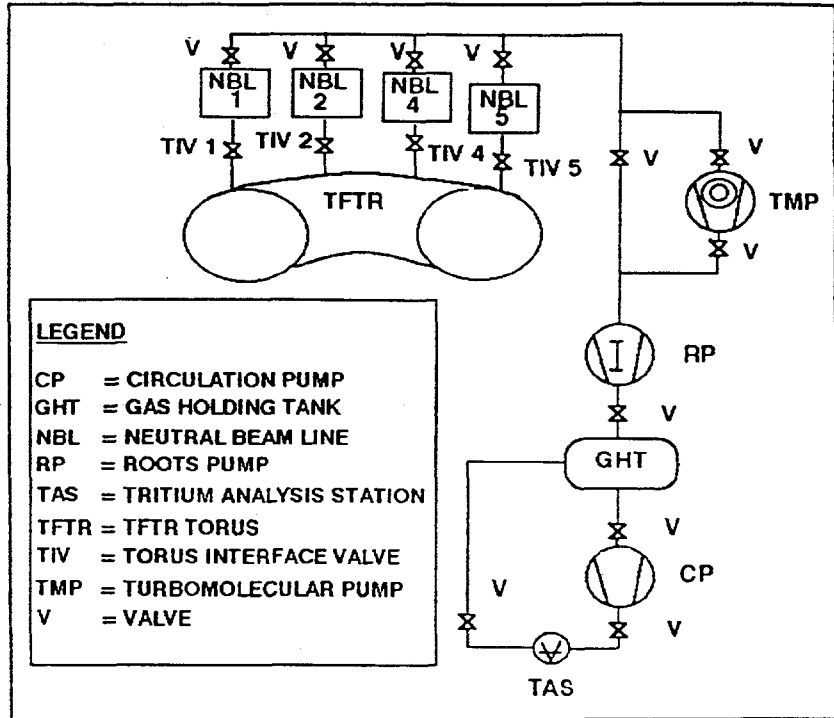 V V V V
NBL 1
NBL 2
NBL 4
NBL 5
TIV 1 TIV 2 TIV 4 TIV 5
TFTR
V V
TMP
V
RP
V
GHT
V
CP
V V
TAS
LEGEND
CP = CIRCULATION PUMP
GHT = GAS HOLDING TANK
NBL = NEUTRAL BEAM LINE
RP = ROOTS PUMP
TAS = TRITIUM ANALYSIS STATION
TFTR = TFTR TORUS
TIV = TORUS INTERFACE VALVE
TMP = TURBOMOLECULAR PUMP
V = VALVE